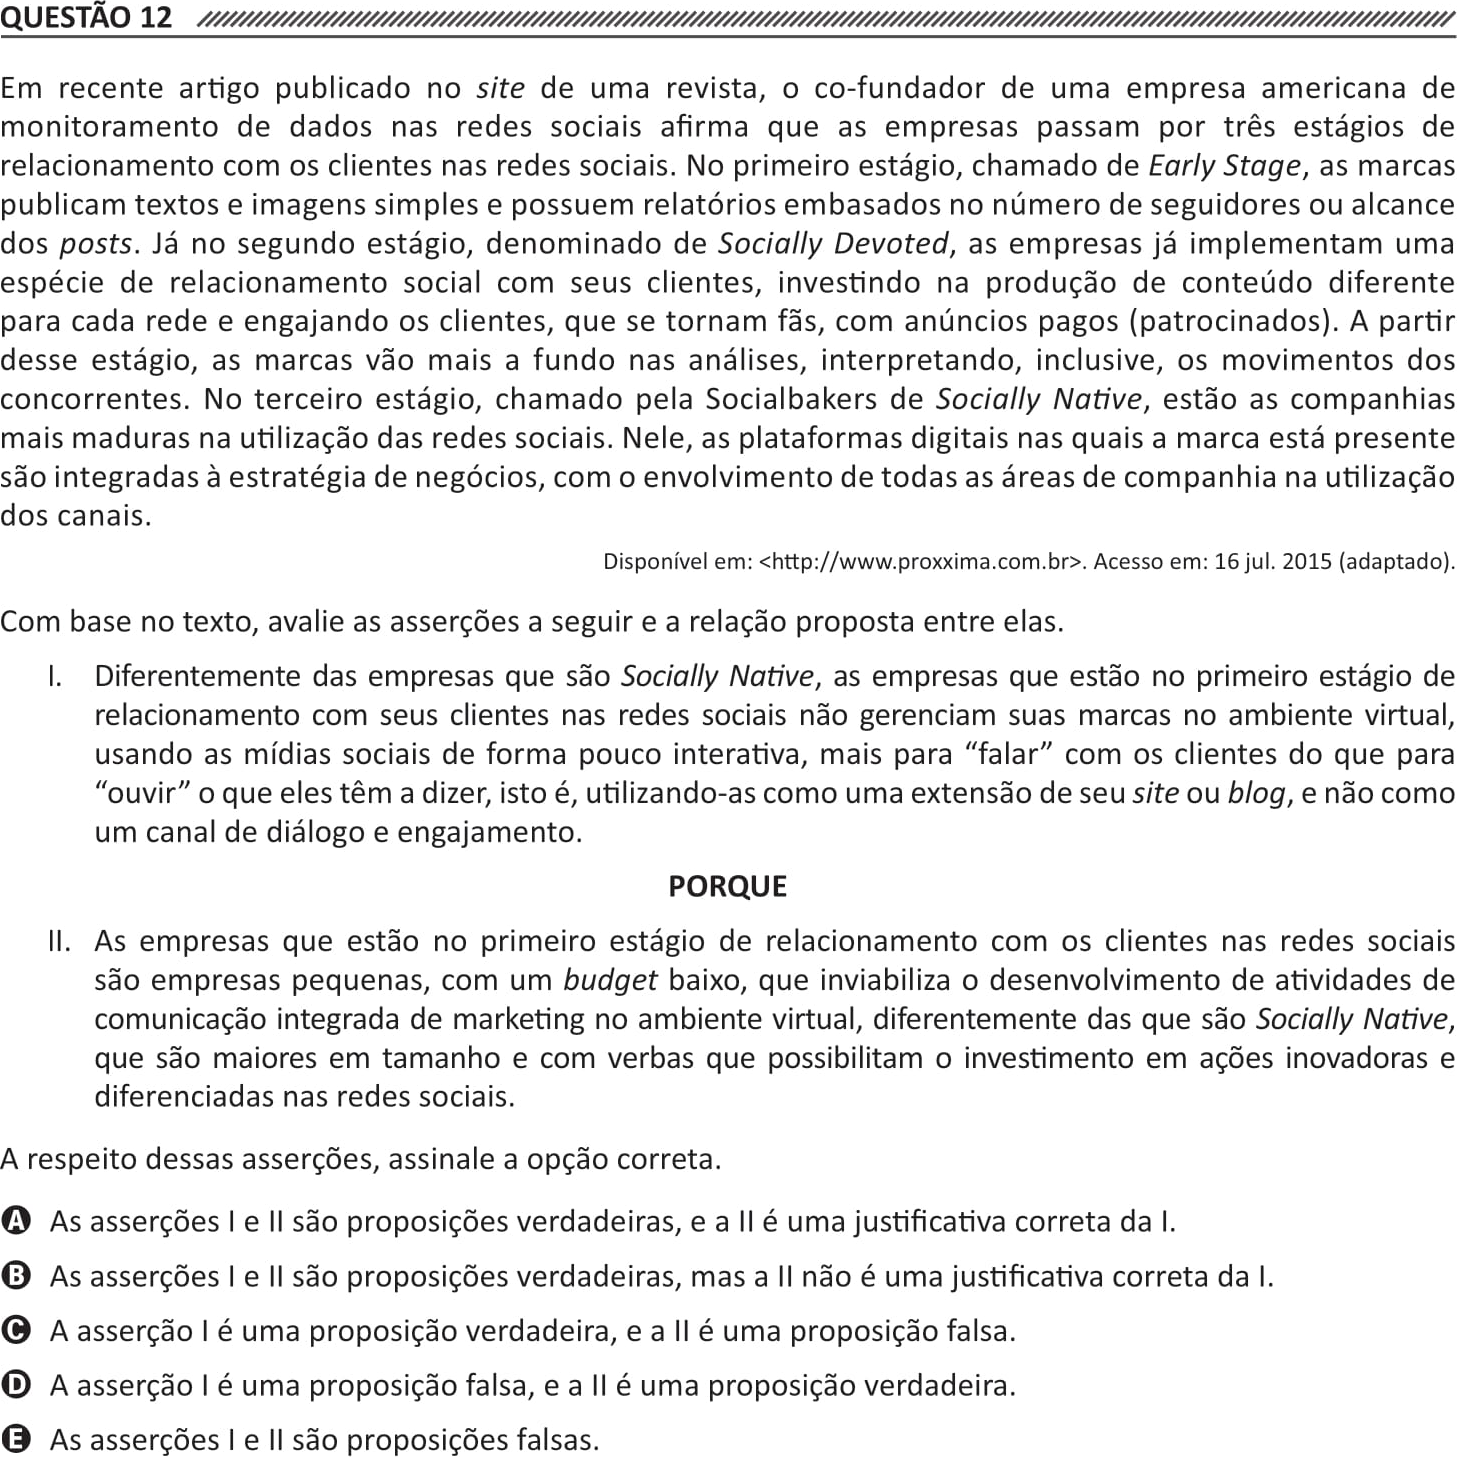 QUESTÃO 12
Em recente artigo publicado no site de uma revista, o co-fundador de uma empresa americana de
monitoramento de dados nas redes sociais afirma que as empresas passam por três estágios de
relacionamento com os clientes nas redes sociais. No primeiro estágio, chamado de Early Stage, as marcas
publicam textos e imagens simples e possuem relatórios embasados no número de seguidores ou alcance
dos posts. Já no segundo estágio, denominado de Socially Devoted, as empresas já implementam uma
espécie de relacionamento social com seus clientes, investindo na produção de conteúdo diferente
para cada rede e engajando os clientes, que se tornam fãs, com anúncios pagos (patrocinados). A partir
desse estágio, as marcas vão mais a fundo nas análises, interpretando, inclusive, os movimentos dos
concorrentes. No terceiro estágio, chamado pela Socialbakers de Socially Native, estão as companhias
mais maduras na utilização das redes sociais. Nele, as plataformas digitais nas quais a marca está presente
são integradas à estratégia de negócios, com o envolvimento de todas as áreas de companhia na utilização
dos canais.
Disponível em: <http://www.proxxima.com.br>. Acesso em: 16 jul. 2015 (adaptado).
Com base no texto, avalie as asserções a seguir e a relação proposta entre elas.
I. Diferentemente das empresas que são Socially Native, as empresas que estão no primeiro estágio de
relacionamento com seus clientes nas redes sociais não gerenciam suas marcas no ambiente virtual,
usando as mídias sociais de forma pouco interativa, mais para “falar” com os clientes do que para
“ouvir” o que eles têm a dizer, isto é, utilizando-as como uma extensão de seu site ou blog, e não como
um canal de diálogo e engajamento.
PORQUE
II. As empresas que estão no primeiro estágio de relacionamento com os clientes nas redes sociais
são empresas pequenas, com um budget baixo, que inviabiliza o desenvolvimento de atividades de
comunicação integrada de marketing no ambiente virtual, diferentemente das que são Socially Native,
que são maiores em tamanho e com verbas que possibilitam o investimento em ações inovadoras e
diferenciadas nas redes sociais.
A respeito dessas asserções, assinale a opção correta.
A As asserções I e II são proposições verdadeiras, e a II é uma justificativa correta da I.
B As asserções I e II são proposições verdadeiras, mas a II não é uma justificativa correta da I.
C A asserção I é uma proposição verdadeira, e a II é uma proposição falsa.
D A asserção I é uma proposição falsa, e a II é uma proposição verdadeira.
E As asserções I e II são proposições falsas.